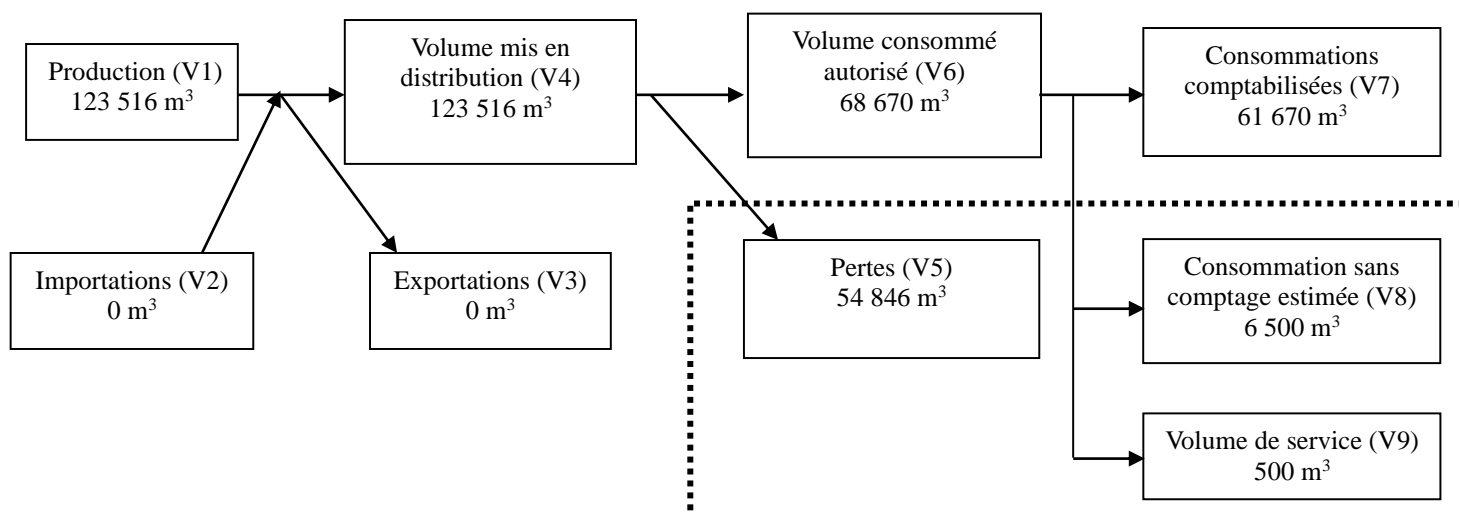 Production (V1)
123 516 m³
Volume mis en
distribution (V4)
123 516 m³
Volume consommé
autorisé (V6)
68 670 m³
Consommations
comptabilisées (V7)
61 670 m³
Importations (V2)
0 m³
Exportations (V3)
0 m³
Pertes (V5)
54 846 m³
Consommation sans
comptage estimée (V8)
6 500 m³
Volume de service (V9)
500 m³